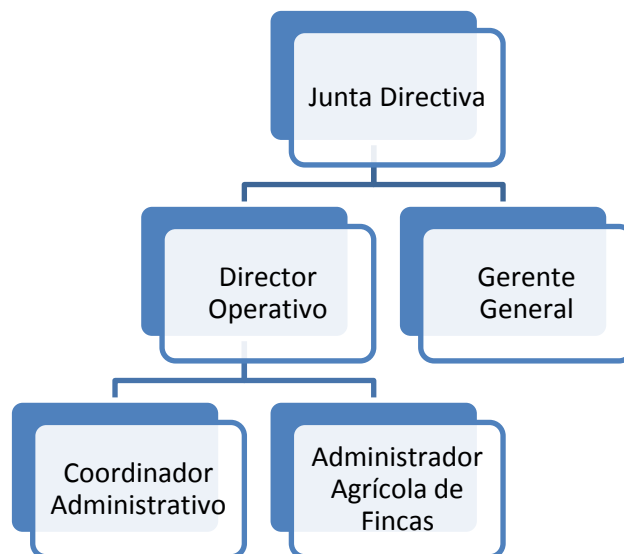 Junta Directiva
Director
Operativo
Gerente
General
Coordinador
Administrativo
Administrador
Agrícola de
Fincas